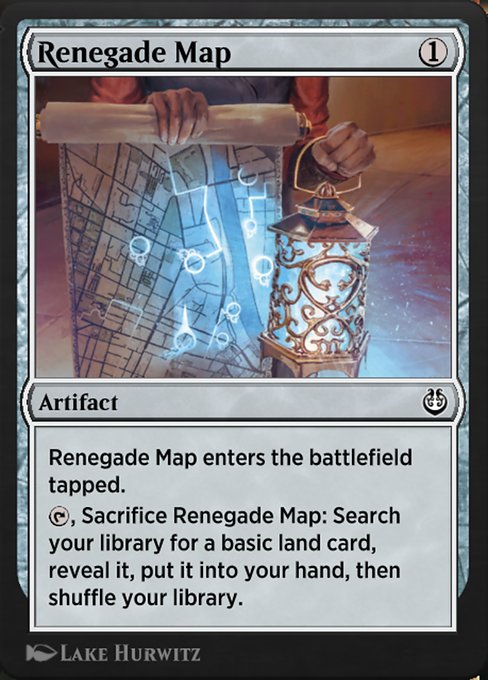 Renegade Map 1
Artifact
Renegade Map enters the battlefield
tapped.
, Sacrifice Renegade Map: Search
your library for a basic land card,
reveal it, put it into your hand, then
shuffle your library.
Lake Hurwitz